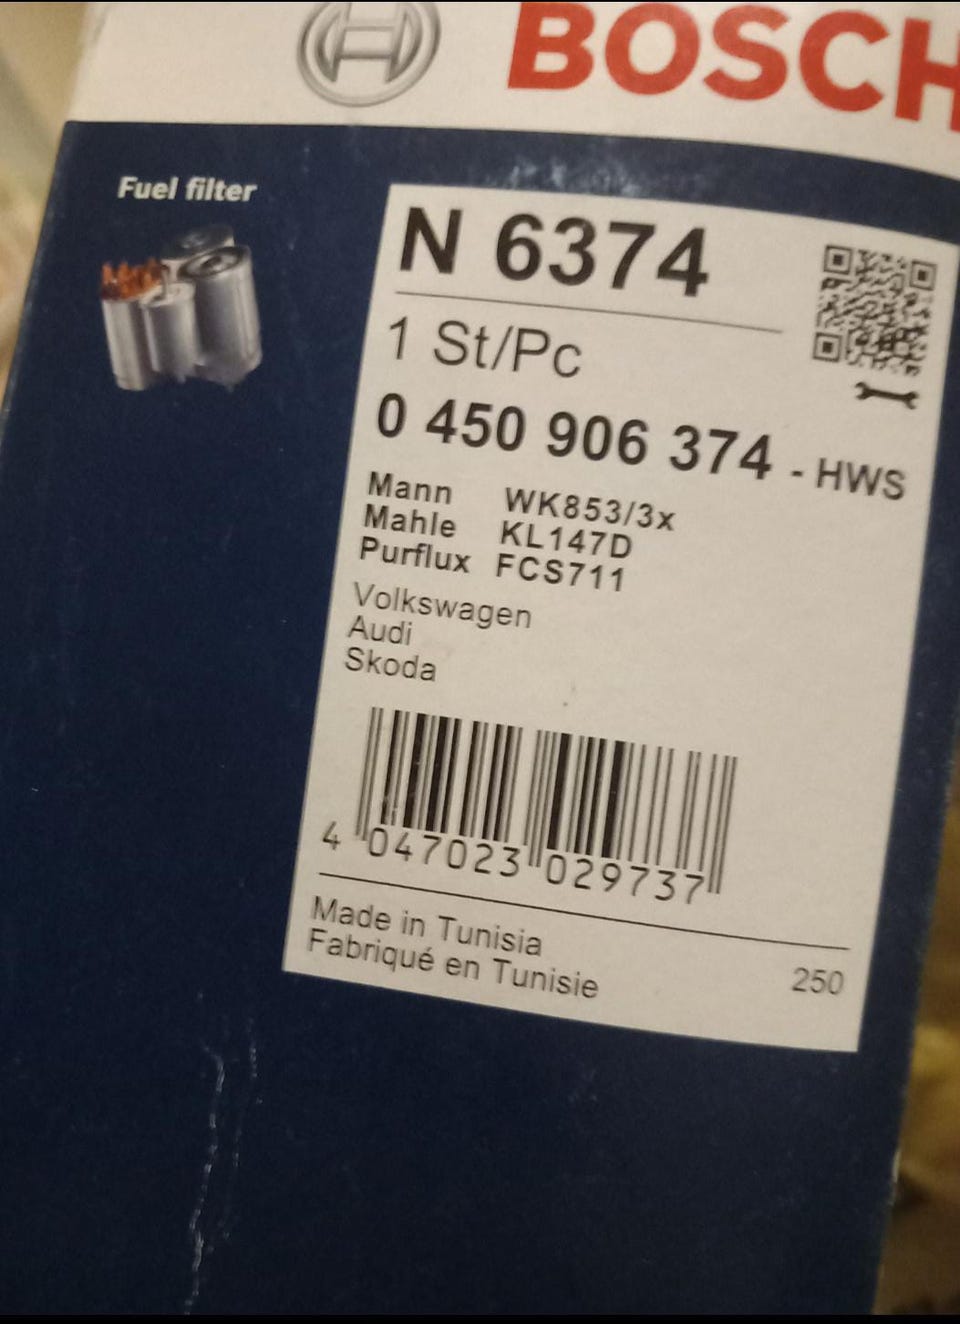 BOSCH
Fuel filter
N 6374
1 St/Pc
0 450 906 374 - HWS
Mann WK853/3x
Mahle KL147D
Purflux FCS711
Volkswagen
Audi
Skoda
4 047023 029737
Made in Tunisia
Fabriqué en Tunisie
250